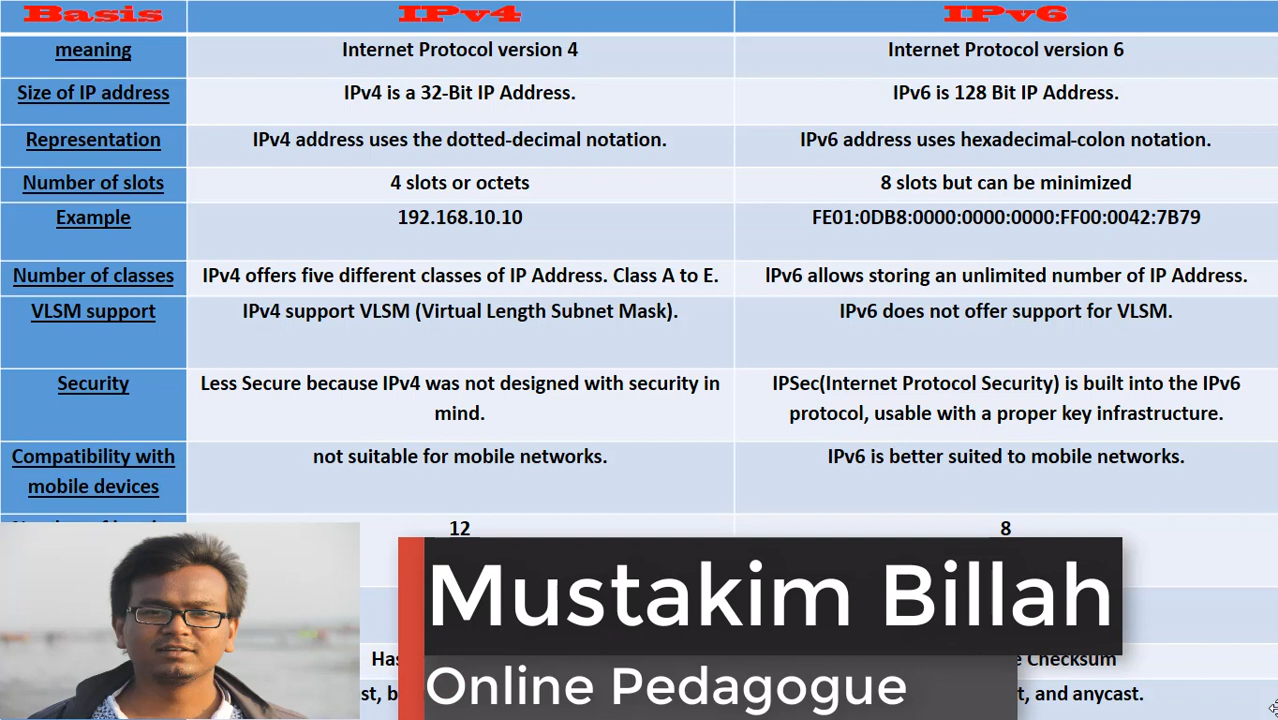 Basis IPv4 IPv6
meaning Internet Protocol version 4 Internet Protocol version 6
Size of IP address IPv4 is a 32-Bit IP Address. IPv6 is 128 Bit IP Address.
Representation IPv4 address uses the dotted-decimal notation. IPv6 address uses hexadecimal-colon notation.
Number of slots 4 slots or octets 8 slots but can be minimized
Example 192.168.10.10 FE01:0DB8:0000:0000:0000:FF00:0042:7B79
Number of classes IPv4 offers five different classes of IP Address. Class A to E. lPv6 allows storing an unlimited number of IP Address.
VLSM support IPv4 support VLSM (Virtual Length Subnet Mask). IPv6 does not offer support for VLSM.
Security Less Secure because IPv4 was not designed with security in IPSec(Internet Protocol Security) is built into the IPv6
mind. protocol, usable with a proper key infrastructure.
Compatibility with not suitable for mobile networks. IPv6 is better suited to mobile networks.
mobile devices
12 8
Mustakim Billah
Checksum
Online Pedagogue
and anycast.